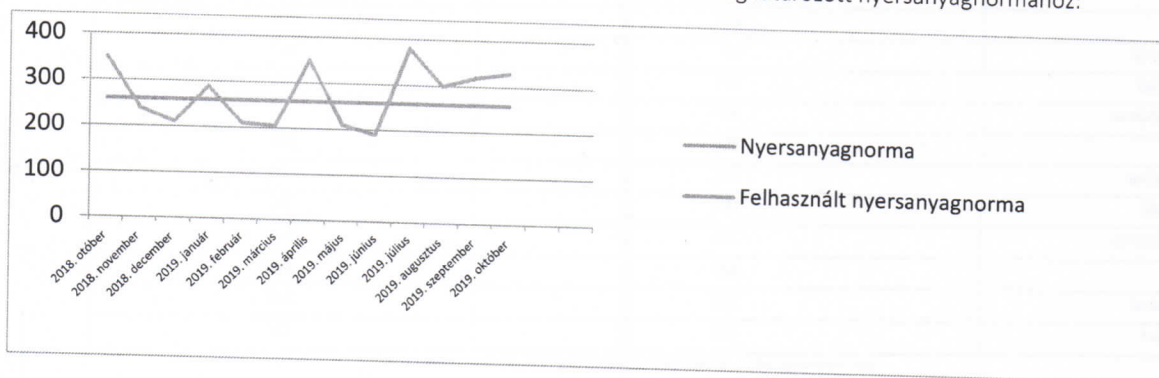 nyersanyagnormához.
400
300
200
100
0
2018. otóber
2018. november
2018. december
2019. január
2019. február
2019. március
2019. április
2019. május
2019. június
2019. július
2019. augusztus
2019. szeptember
2019. október
Nyersanyagnorma
Felhasznált nyersanyagnorma